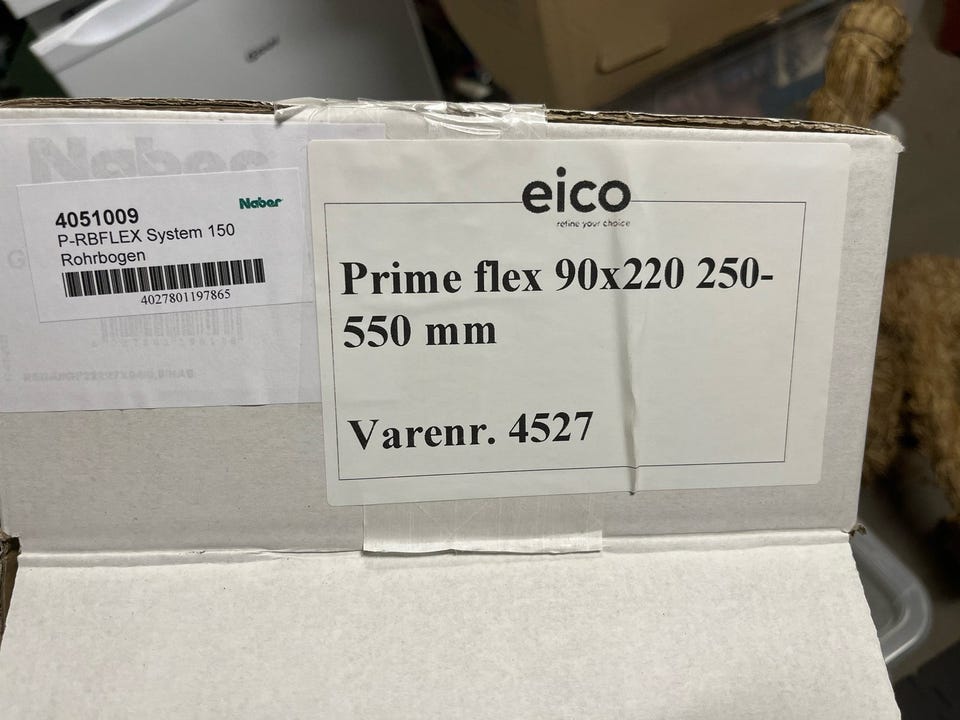 Naber
4051009
Naber
P-RBFLEX System 150
Rohrbogen
4027801197865
eico
refine your choice
Prime flex 90x220 250-
550 mm
Varenr. 4527